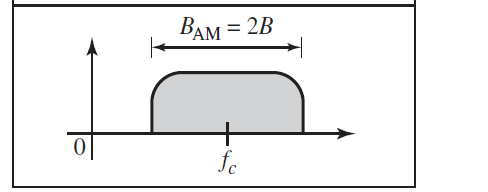 B_AM = 2B
0
f_c